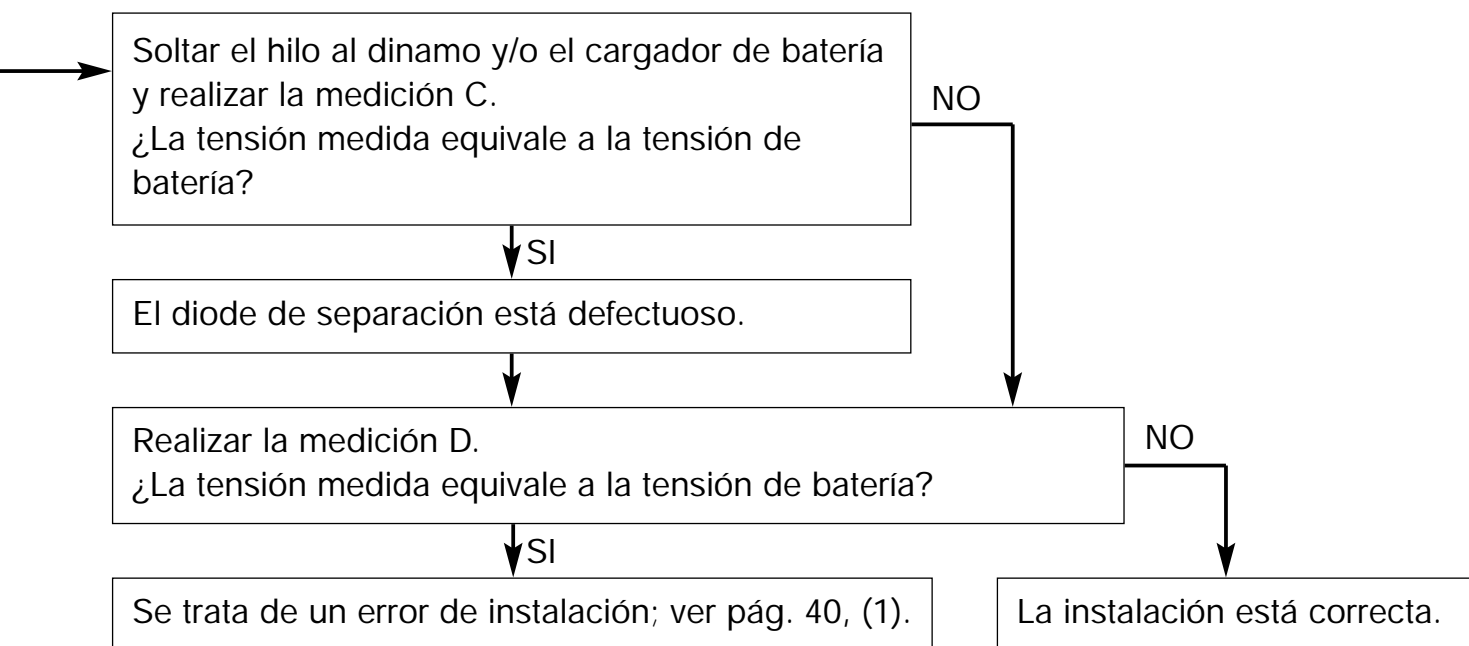 Soltar el hilo al dinamo y/o el cargador de batería
y realizar la medición C.
¿La tensión medida equivale a la tensión de
batería?
NO
SI
El diode de separación está defectuoso.
Realizar la medición D.
¿La tensión medida equivale a la tensión de batería?
NO
SI
Se trata de un error de instalación; ver pág. 40, (1).
La instalación está correcta.